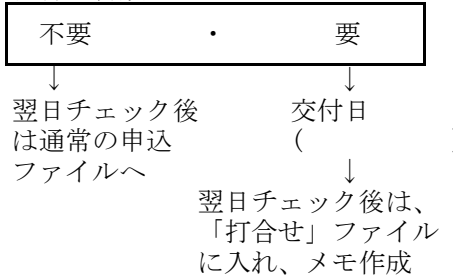 不要 ・ 要
↓ ↓
翌日チェック後 交付日
は通常の申込 (
ファイルへ ↓
翌日チェック後は、
「打合せ」ファイル
に入れ、メモ作成